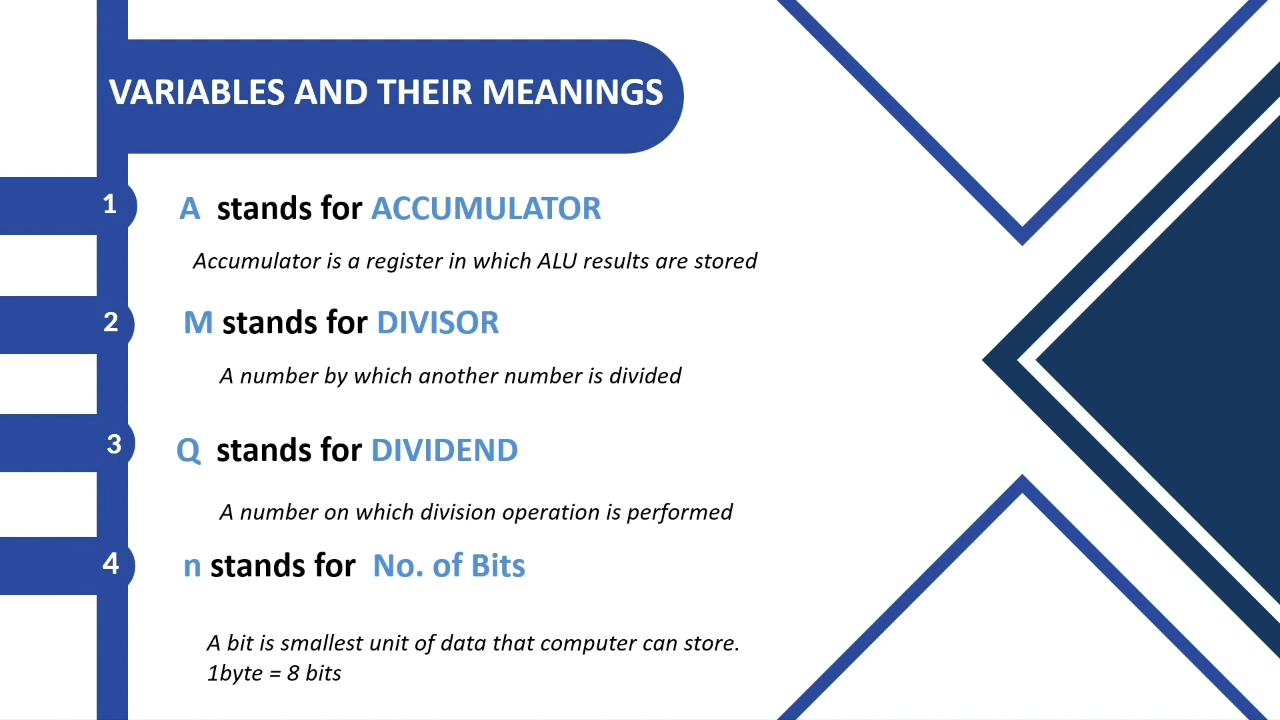 VARIABLES AND THEIR MEANINGS
1
A stands for ACCUMULATOR
Accumulator is a register in which ALU results are stored
2
M stands for DIVISOR
A number by which another number is divided
3
Q stands for DIVIDEND
A number on which division operation is performed
4
n stands for No. of Bits
A bit is smallest unit of data that computer can store.
1byte = 8 bits